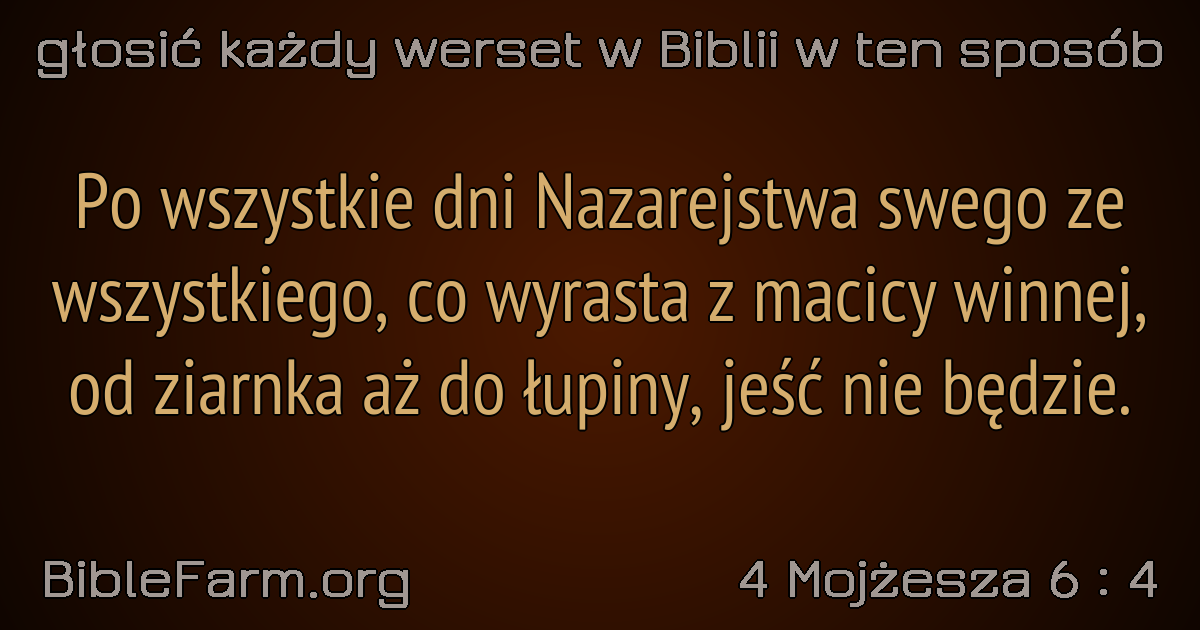 głosić każdy werset w Biblii w ten sposób
Po wszystkie dni Nazarejstwa swego ze
wszystkiego, co wyrasta z macicy winnej,
od ziarnka aż do łupiny, jeść nie będzie.
BibleFarm.org
4 Mojżesza 6 : 4